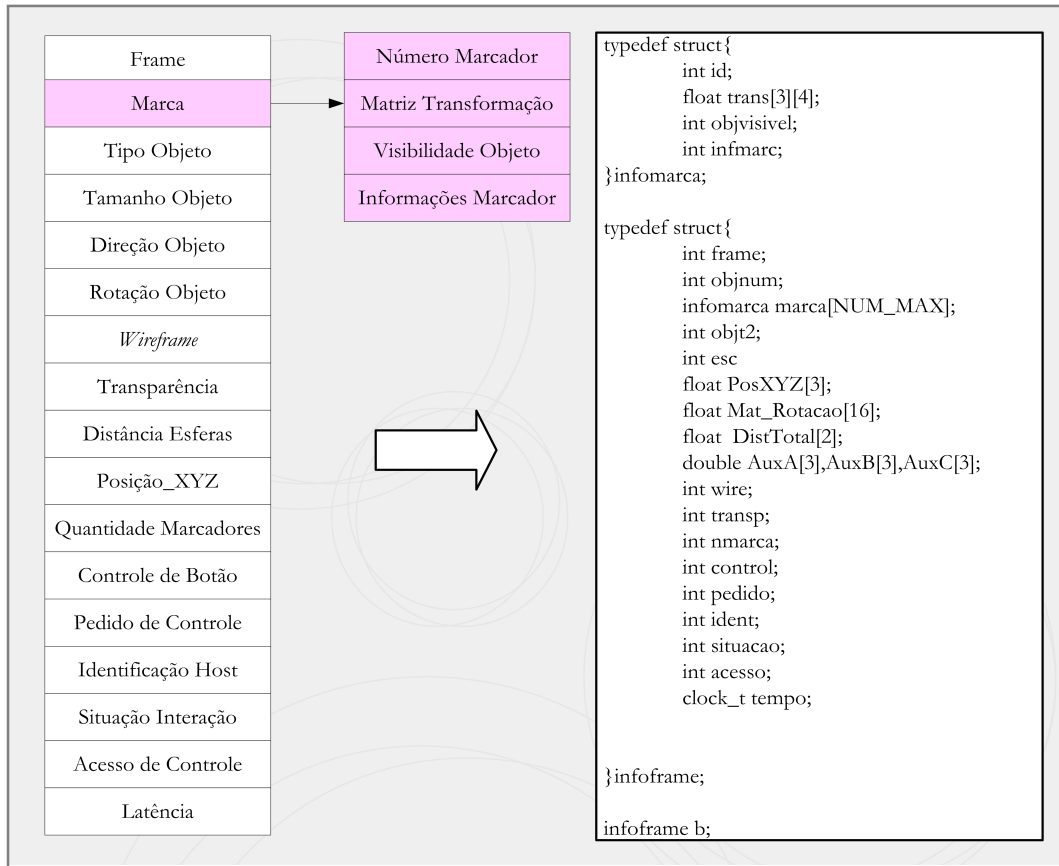 Frame
Marca
Tipo Objeto
Tamanho Objeto
Direção Objeto
Rotação Objeto
Wireframe
Transparência
Distância Esferas
Posição_XYZ
Quantidade Marcadores
Controle de Botão
Pedido de Controle
Identificação Host
Situação Interação
Acesso de Controle
Latência
Número Marcador
Matriz Transformação
Visibilidade Objeto
Informações Marcador
typedef struct{
int id;
float trans[3][4];
int objvisivel;
int infmarc;
}infomarca;
typedef struct{
int frame;
int objnum;
infomarca marca[NUM_MAX];
int objt2;
int esc
float PosXYZ[3];
float Mat_Rotacao[16];
float DistTotal[2];
double AuxA[3],AuxB[3],AuxC[3];
int wire;
int transp;
int nmarca;
int control;
int pedido;
int ident;
int situacao;
int acesso;
clock_t tempo;
}infoframe;
infoframe b;